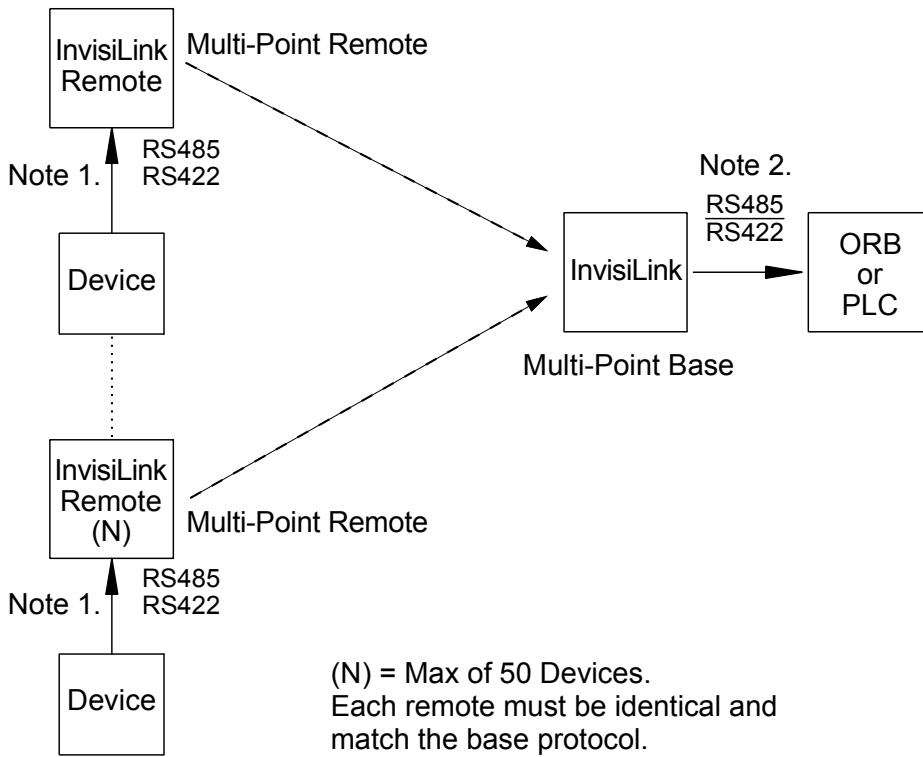 InvisiLink
Remote
Multi-Point Remote
Note 1.
RS485
RS422
Device
InvisiLink
Multi-Point Base
Note 2.
RS485
RS422
ORB
or
PLC
InvisiLink
Remote
(N)
Multi-Point Remote
Note 1.
RS485
RS422
Device
(N) = Max of 50 Devices.
Each remote must be identical and
match the base protocol.